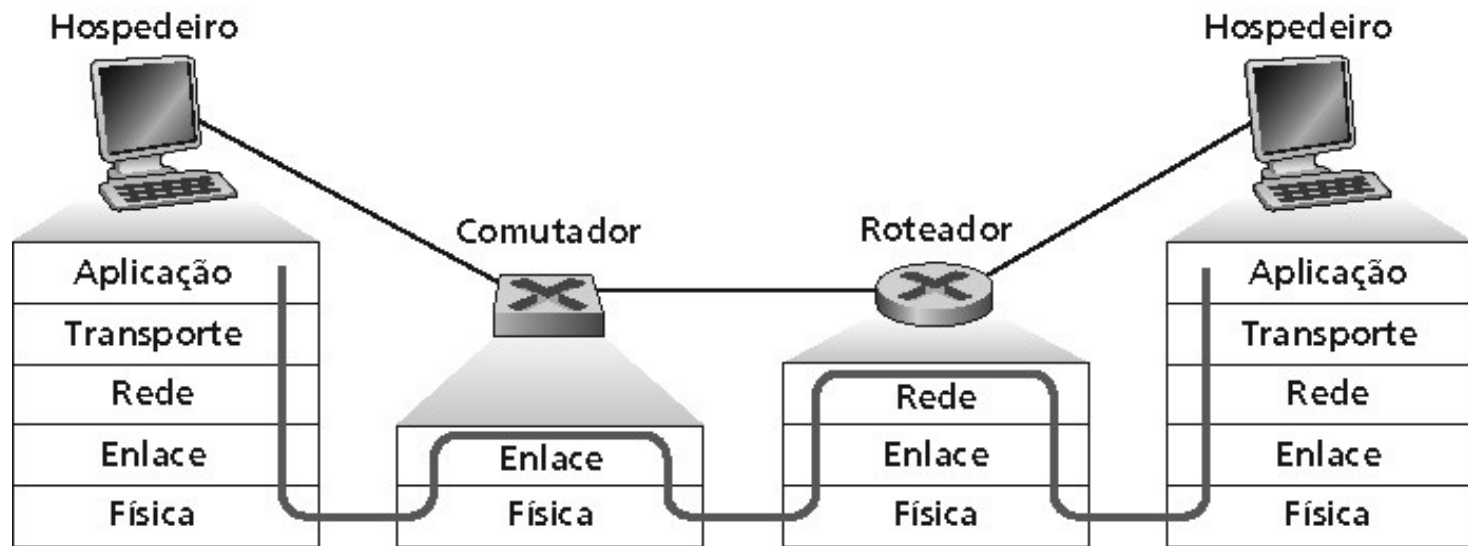 Hospedeiro
Hospedeiro
Comutador
Roteador
Aplicação
Transporte
Rede
Enlace
Física
Enlace
Física
Rede
Enlace
Física
Aplicação
Transporte
Rede
Enlace
Física